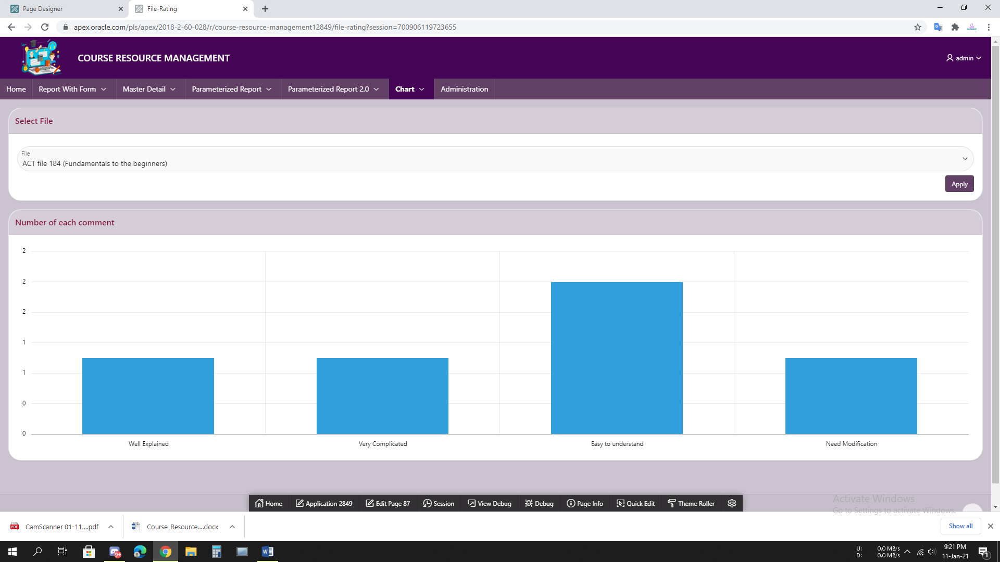 Page Designer
File-Rating
apex.oracle.com/pls/apex/2018-2-60-028/r/course-resource-management12849/file-rating?session=700906119723655
COURSE RESOURCE MANAGEMENT
admin
Home Report With Form Master Detail Parameterized Report Parameterized Report 2.0 Chart Administration
Select File
File
ACT file 184 (Fundamentals to the beginners)
Apply
Number of each comment
2
2
2
1
1
0
0
Well Explained Very Complicated Easy to understand Need Modification
Home Application 2849 Edit Page 87 Session View Debug Debug Page Info Quick Edit Theme Roller
Activate Windows
Go to Settings to activate Windows.
CamScanner 01-11....pdf Course_Resource....docx Show all
9+
U: 0.0 MB/s
D: 0.0 MB/s
9:21 PM
11-Jan-21
1